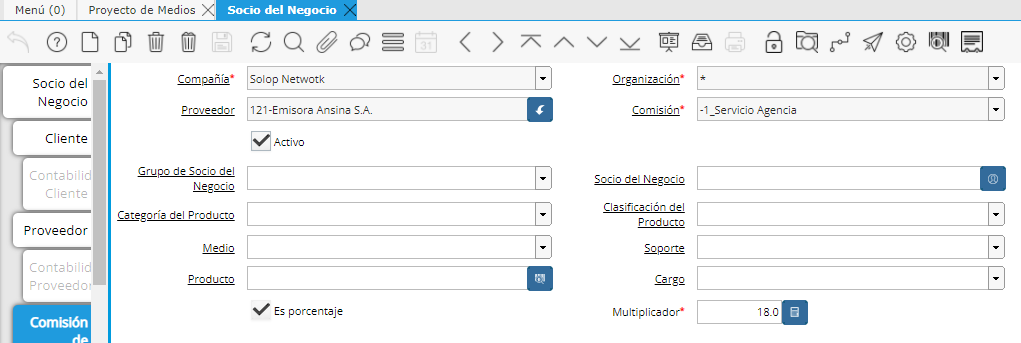 Menú (0)
Proyecto de Medios
Socio del Negocio
31
Socio del
Negocio
Cliente
Contabilid
Cliente
Proveedor
Contabilid
Proveedor
Comisión
de
Compañía*
Solop Netwotk
Organización*
*
Proveedor
121-Emisora Ansina S.A.
Comisión*
-1_Servicio Agencia
Activo
Grupo de Socio del
Negocio
Socio del Negocio
Categoría del Producto
Clasificación del
Producto
Medio
Soporte
Producto
Cargo
Es porcentaje
Multiplicador*
18.0